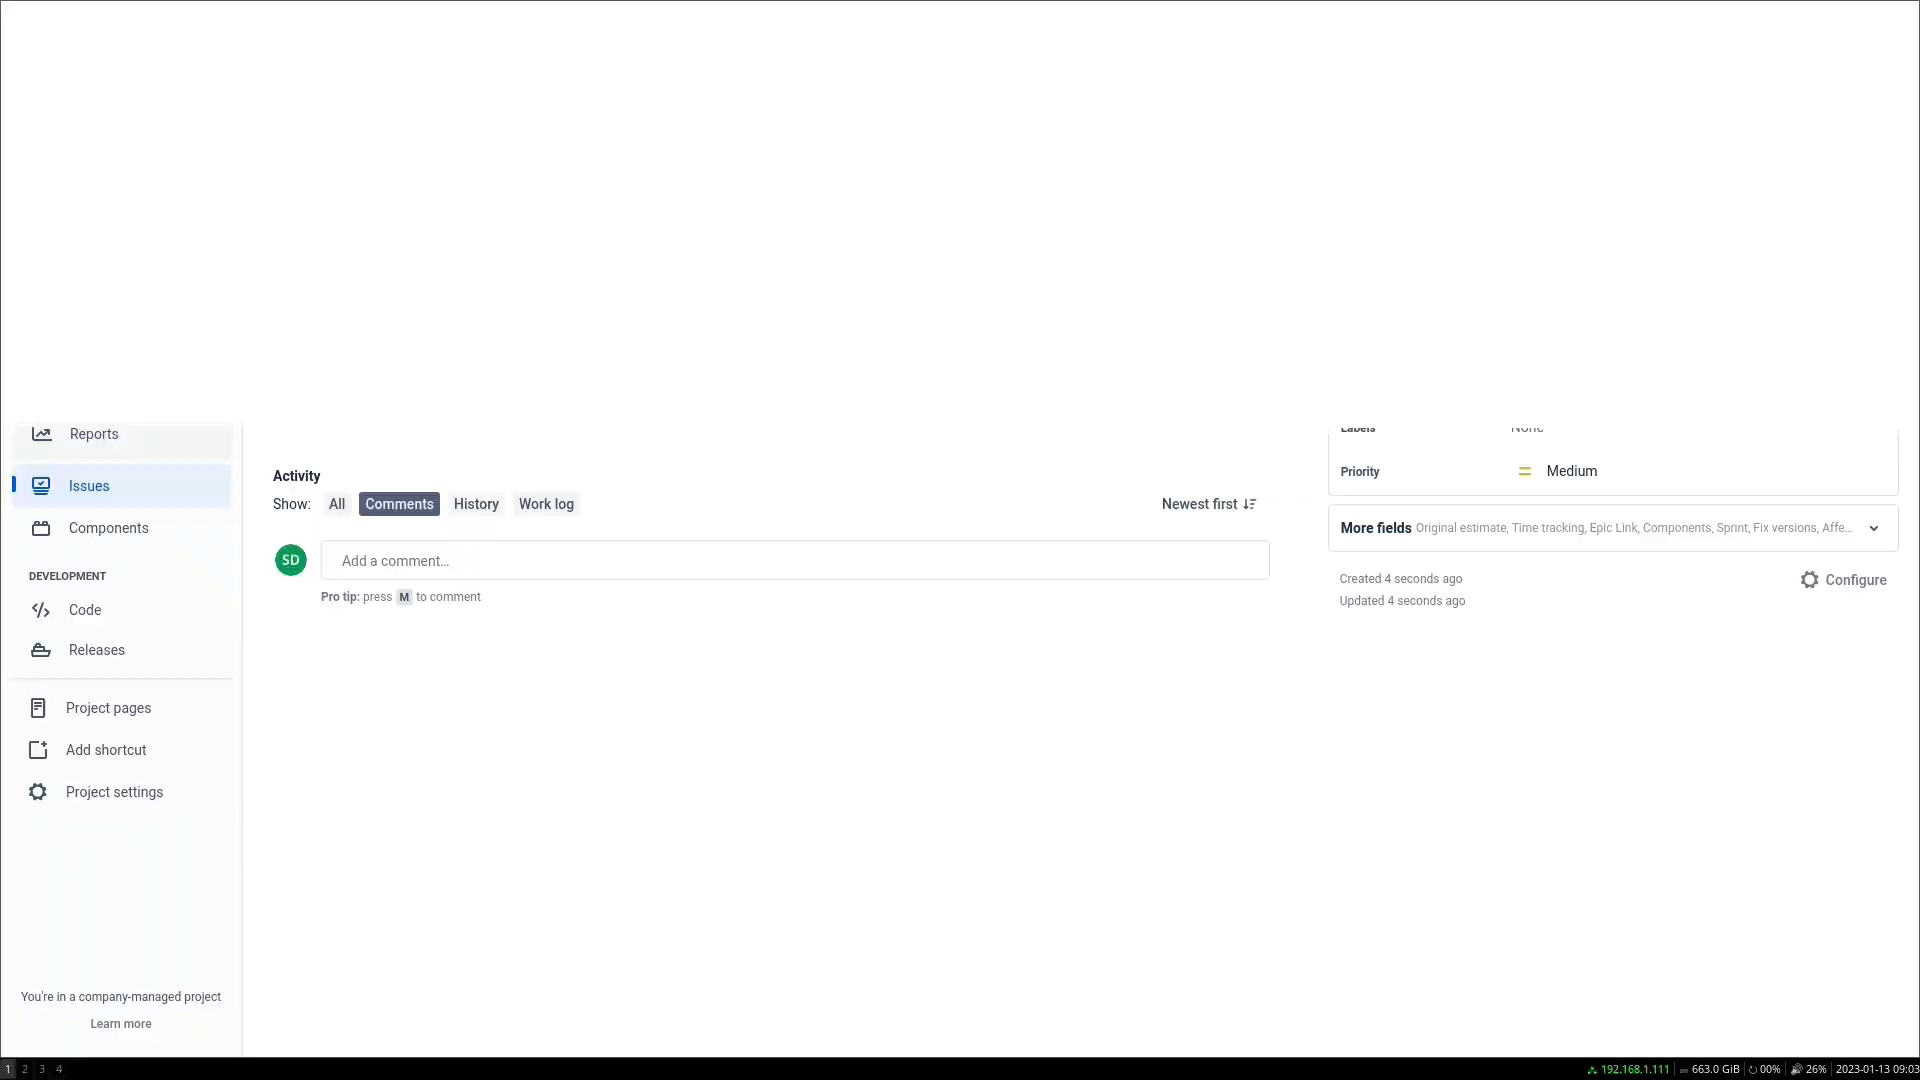 Reports
Issues
Components
DEVELOPMENT
Code
Releases
Project pages
Add shortcut
Project settings
You're in a company-managed project
Learn more
Activity
Show: All Comments History Work log Newest first
SD Add a comment…
Pro tip: press M to comment
Labels None
Priority Medium
More fields Original estimate, Time tracking, Epic Link, Components, Sprint, Fix versions, Affe…
Created 4 seconds ago
Configure
Updated 4 seconds ago
1 2 3 4 192.168.1.111 663.0 GiB 00% 26% 2023-01-13 09:03